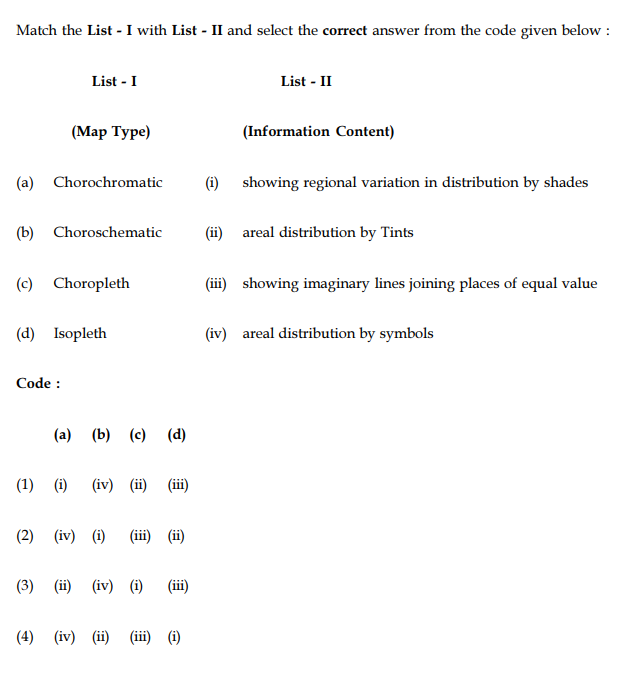 Match the List - I with List - II and select the correct answer from the code given below :
List - I List - II
(Map Type) (Information Content)
(a) Chorochromatic (i) showing regional variation in distribution by shades
(b) Choroschematic (ii) areal distribution by Tints
(c) Choropleth (iii) showing imaginary lines joining places of equal value
(d) Isopleth (iv) areal distribution by symbols
Code :
(a) (b) (c) (d)
(1) (i) (iv) (ii) (iii)
(2) (iv) (i) (iii) (ii)
(3) (ii) (iv) (i) (iii)
(4) (iv) (ii) (iii) (i)